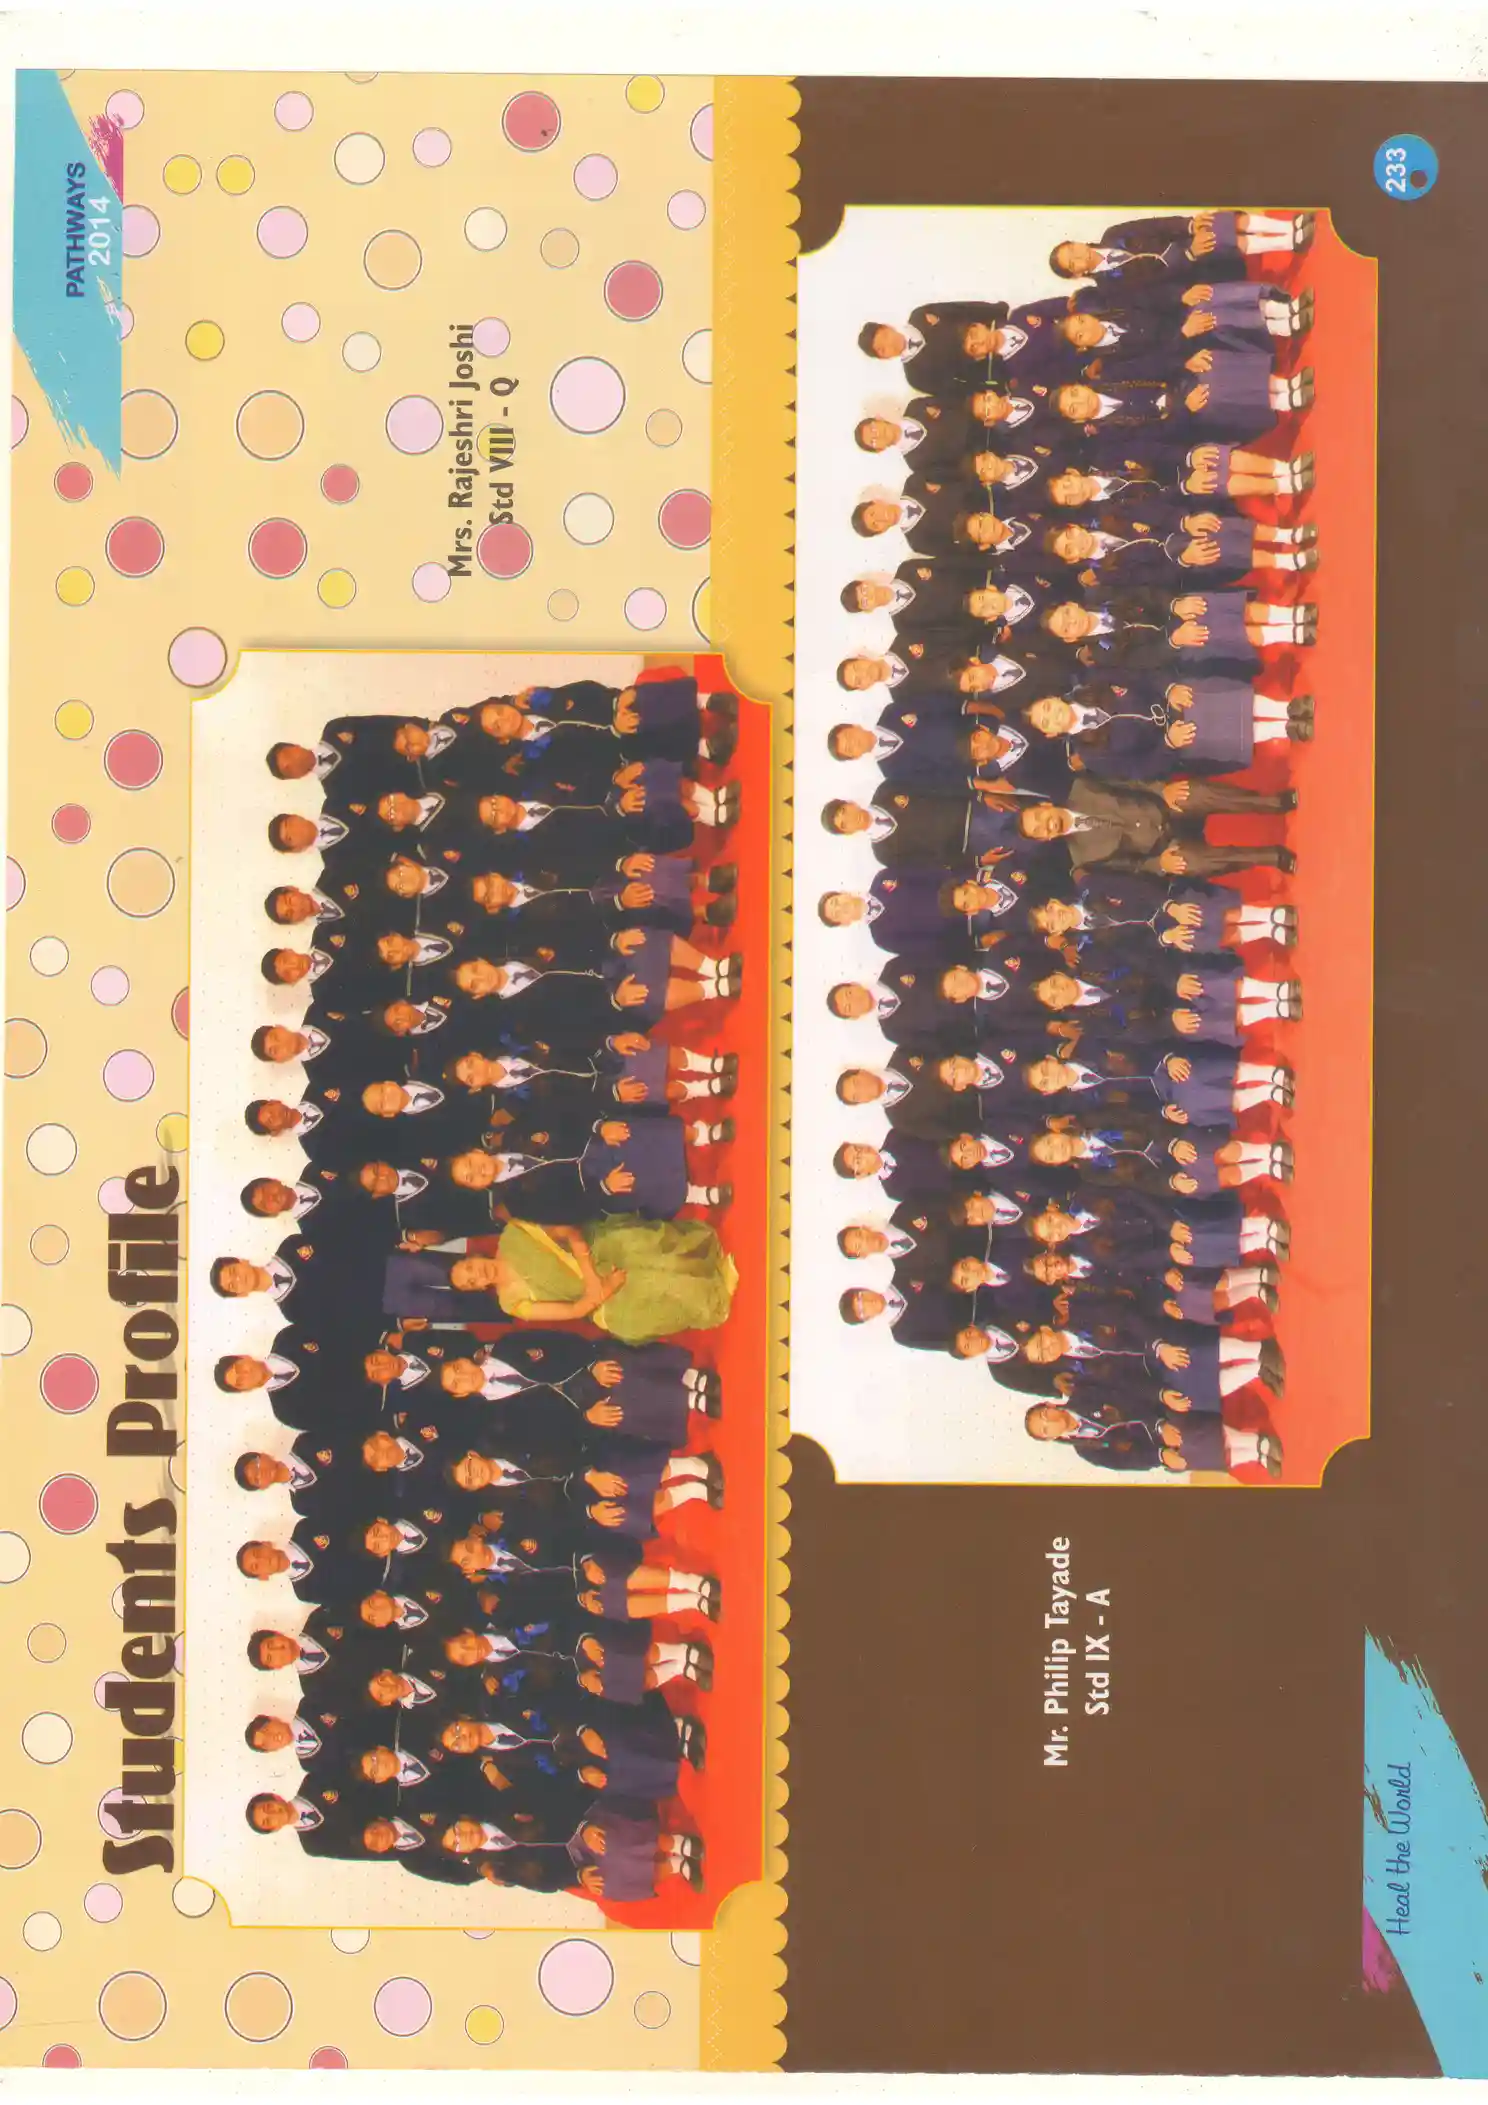 PATHWAYS
2014
Students Profile
Mrs. Rajeshri Joshi
Std VIII - Q
Mr. Philip Tayade
Std IX - A
Heal the World
233